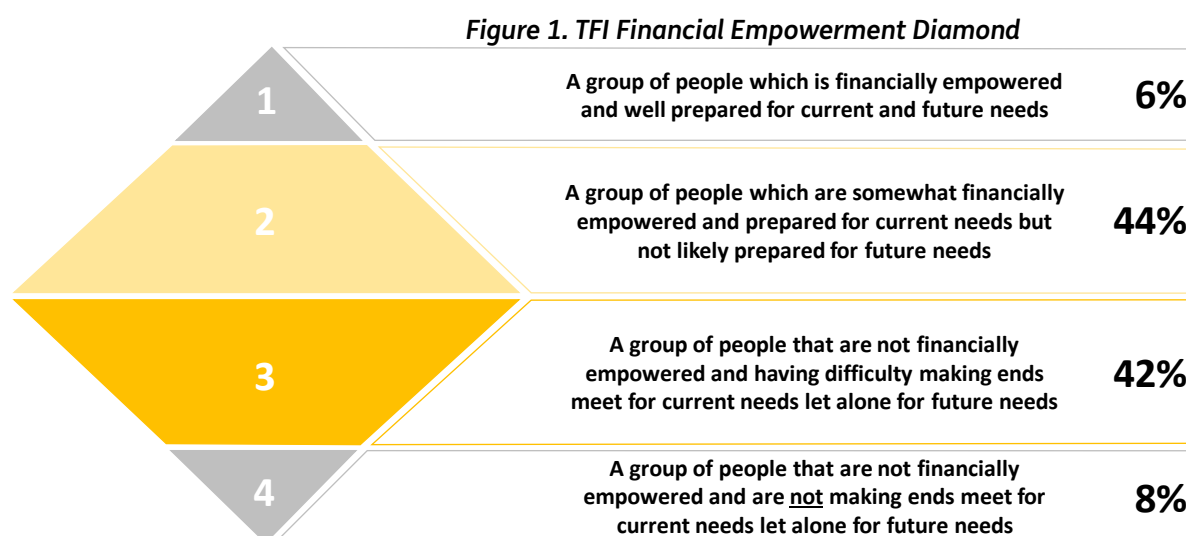 Figure 1. TFI Financial Empowerment Diamond
1
A group of people which is financially empowered
and well prepared for current and future needs
6%
2
A group of people which are somewhat financially
empowered and prepared for current needs but
not likely prepared for future needs
44%
3
A group of people that are not financially
empowered and having difficulty making ends
meet for current needs let alone for future needs
42%
4
A group of people that are not financially
empowered and are not making ends meet for
current needs let alone for future needs
8%